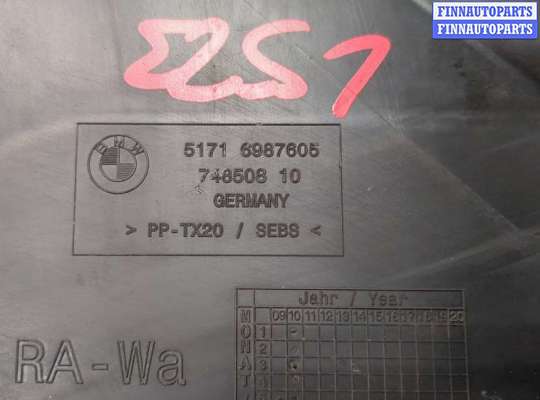 FINNAUTOPARTS
FINNAUTOPARTS
BMW
5171 6987605
748508 10
GERMANY
> PP-TX20 / SEBS <
Jahr / Year
09 10 11 12 13 14 15 16 17 18 19 20
M O N A T
1
2
3
4
RA-Wa